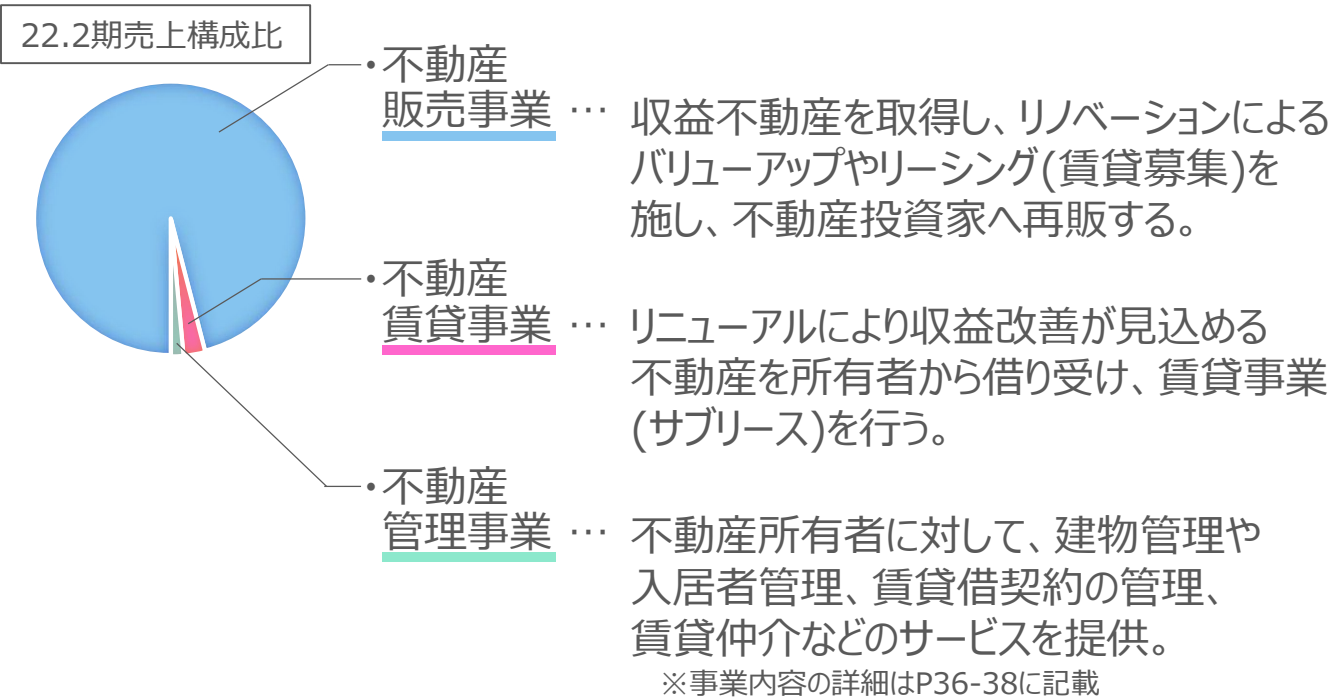 22.2期売上構成比
・不動産
販売事業 … 収益不動産を取得し、リノベーションによる
バリューアップやリーシング(賃貸募集)を
施し、不動産投資家へ再販する。
・不動産
賃貸事業 … リニューアルにより収益改善が見込める
不動産を所有者から借り受け、賃貸事業
(サブリース)を行う。
・不動産
管理事業 … 不動産所有者に対して、建物管理や
入居者管理、賃貸借契約の管理、
賃貸仲介などのサービスを提供。
※事業内容の詳細はP36-38に記載